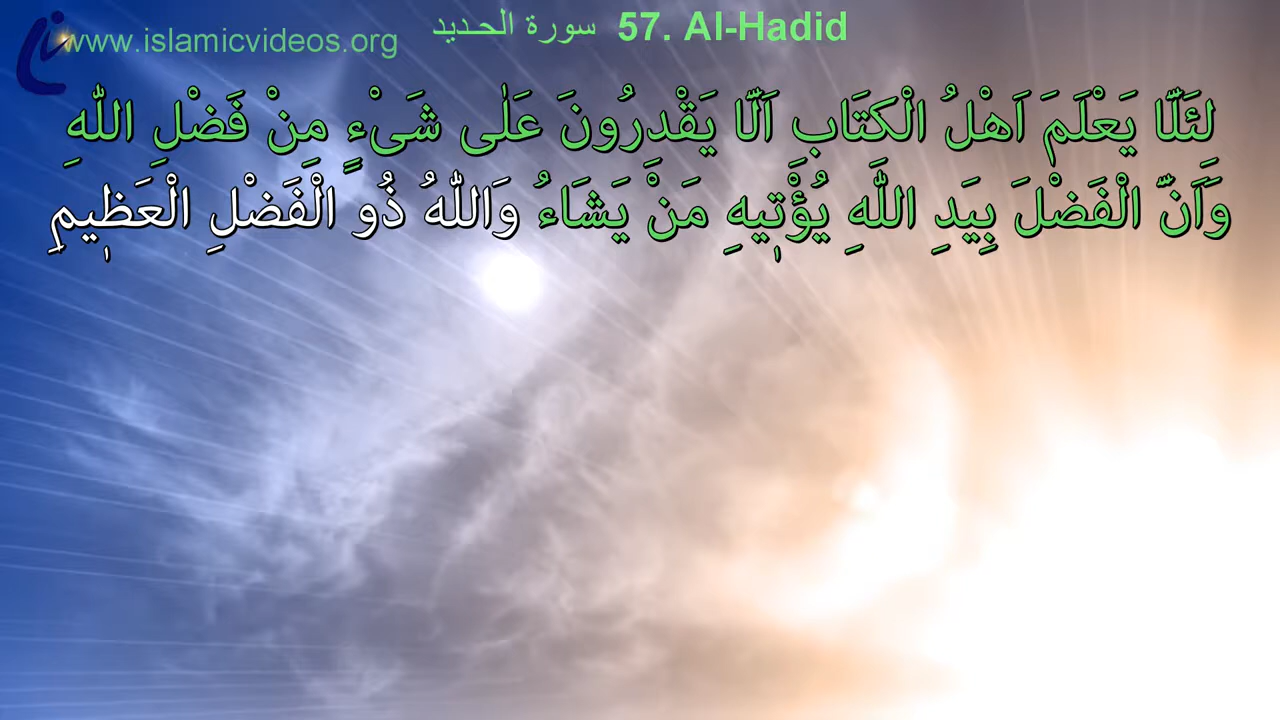 www.islamicvideos.org
سورة الحـديد 57. Al-Hadid
لِئَلَّا يَعْلَمَ اَهْلُ الْكِتَابِ اَلَّا يَقْدِرُونَ عَلٰى شَىْءٍ مِنْ فَضْلِ اللّٰهِ
وَاَنَّ الْفَضْلَ بِيَدِ اللّٰهِ يُؤْتٖيهِ مَنْ يَشَاءُ وَاللّٰهُ ذُو الْفَضْلِ الْعَظٖيمِ